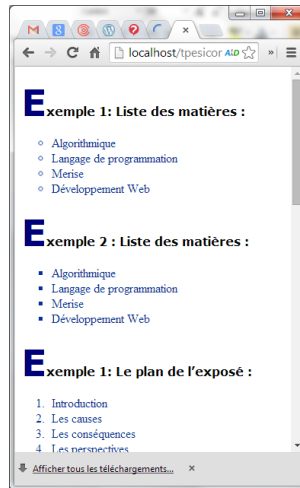 localhost/tpesicor
Exemple 1: Liste des matières :
Algorithmique
Langage de programmation
Merise
Développement Web
Exemple 2 : Liste des matières :
Algorithmique
Langage de programmation
Merise
Développement Web
Exemple 1: Le plan de l’exposé :
1. Introduction
2. Les causes
3. Les conséquences
4. Les perspectives
Afficher tous les téléchargements...